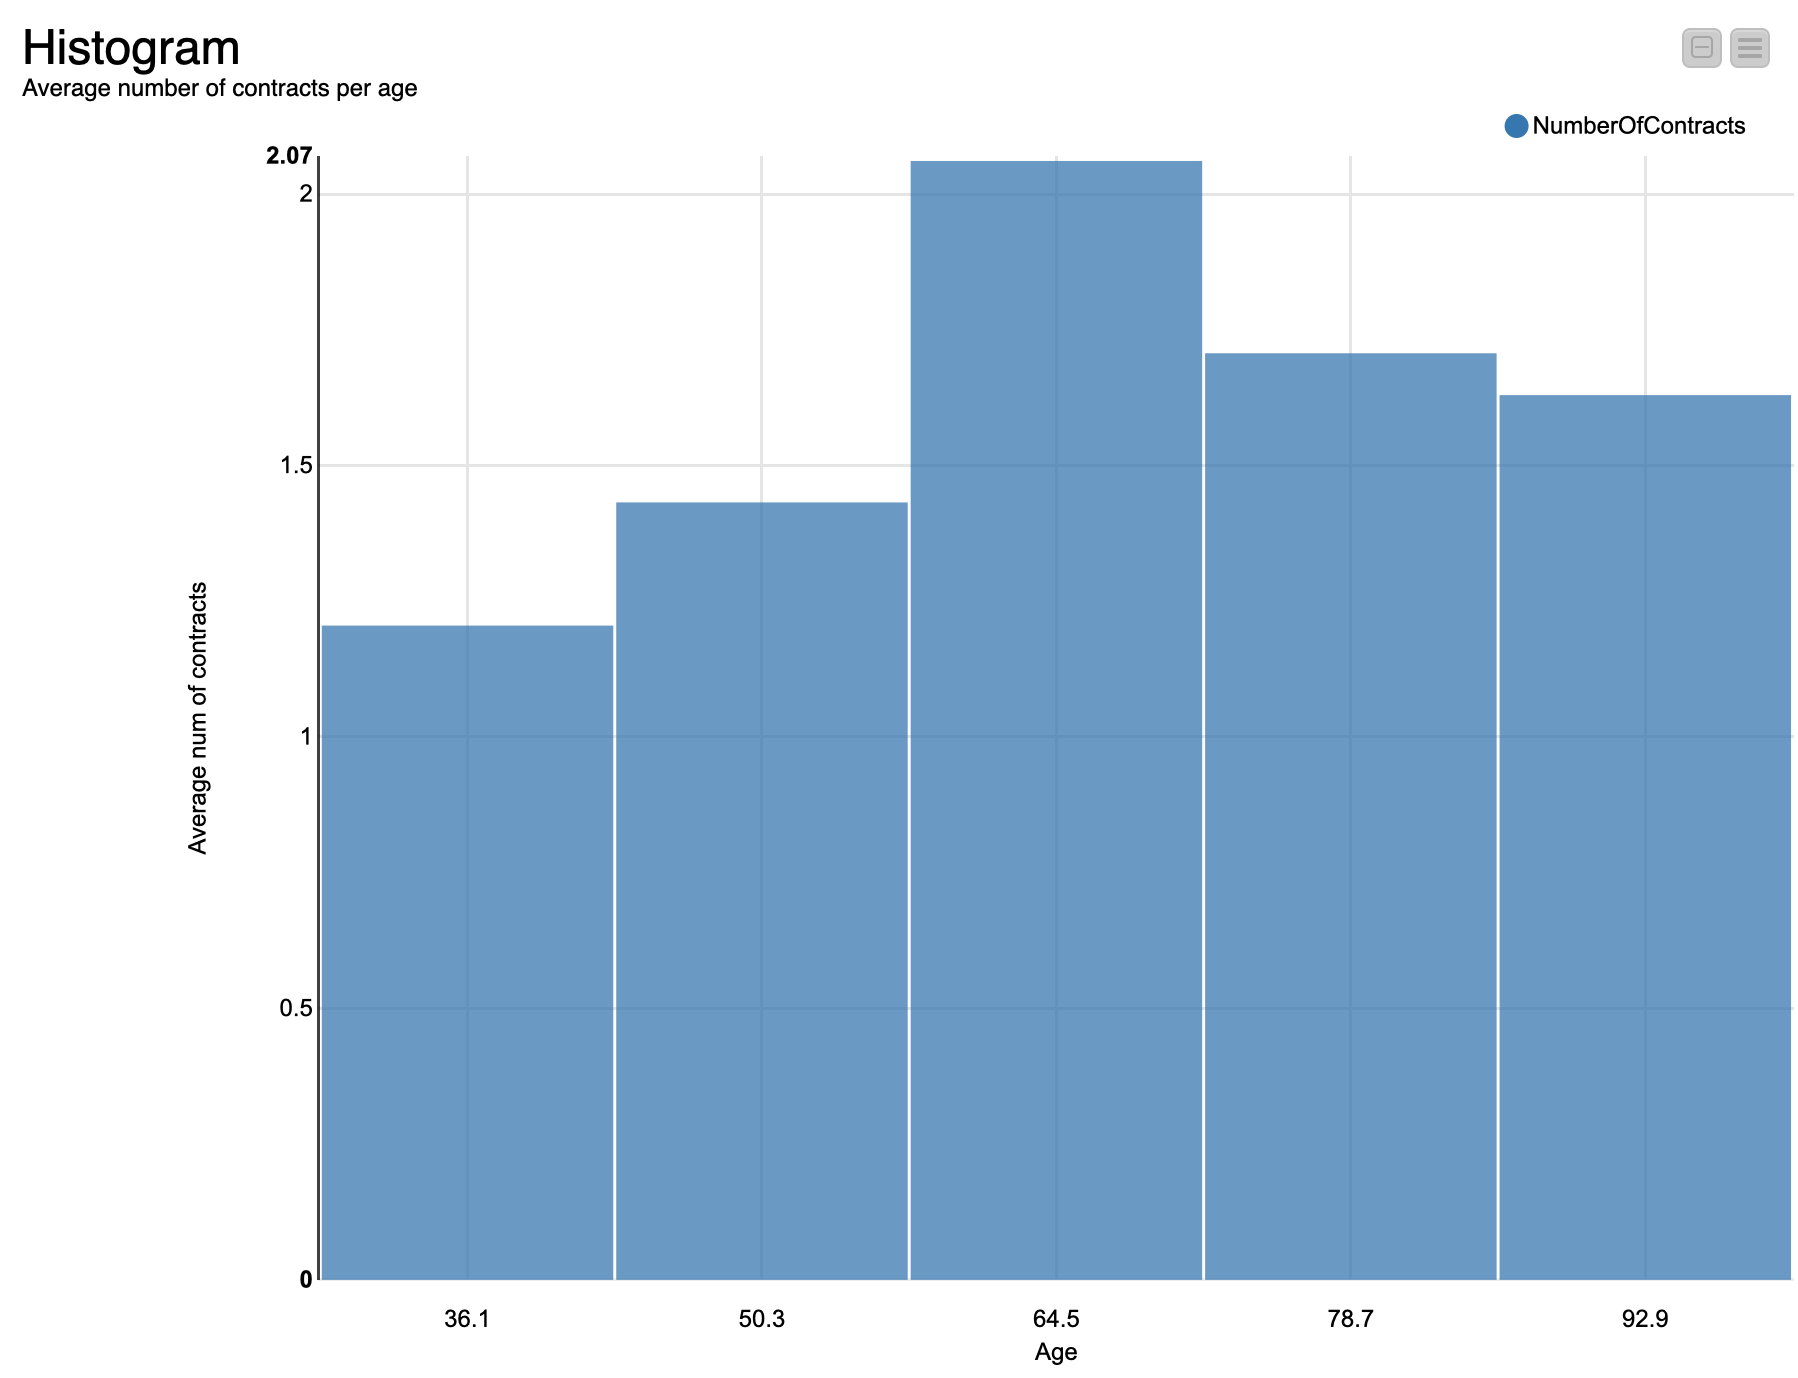 Histogram
Average number of contracts per age
NumberOfContracts
2.07
2
1.5
1
0.5
0
Average num of contracts
36.1 50.3 64.5 78.7 92.9
Age